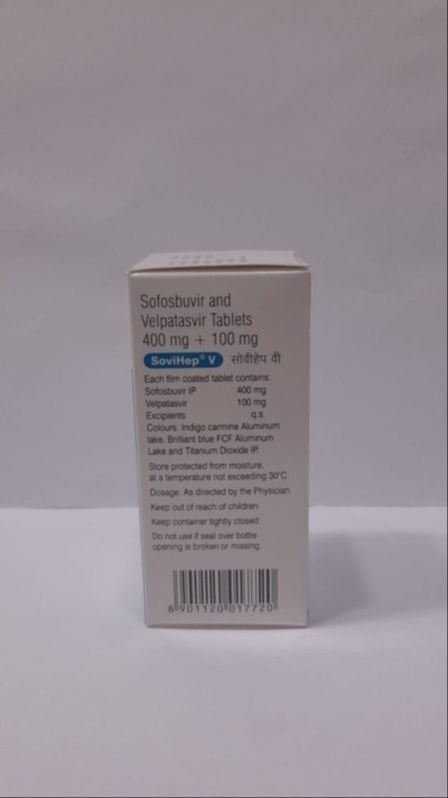 Sofosbuvir and
Velpatasvir Tablets
400 mg + 100 mg
SoviHep® V सोवीहेप वी
Each film coated tablet contains:
Sofosbuvir IP 400 mg
Velpatasvir 100 mg
Excipients q.s.
Colours: Indigo carmine Aluminum
lake, Brilliant blue FCF Aluminum
Lake and Titanium Dioxide IP.
Store protected from moisture,
at a temperature not exceeding 30°C.
Dosage: As directed by the Physician.
Keep out of reach of children
Keep container tightly closed
Do not use if seal over bottle
opening is broken or missing.
8 901120 017720